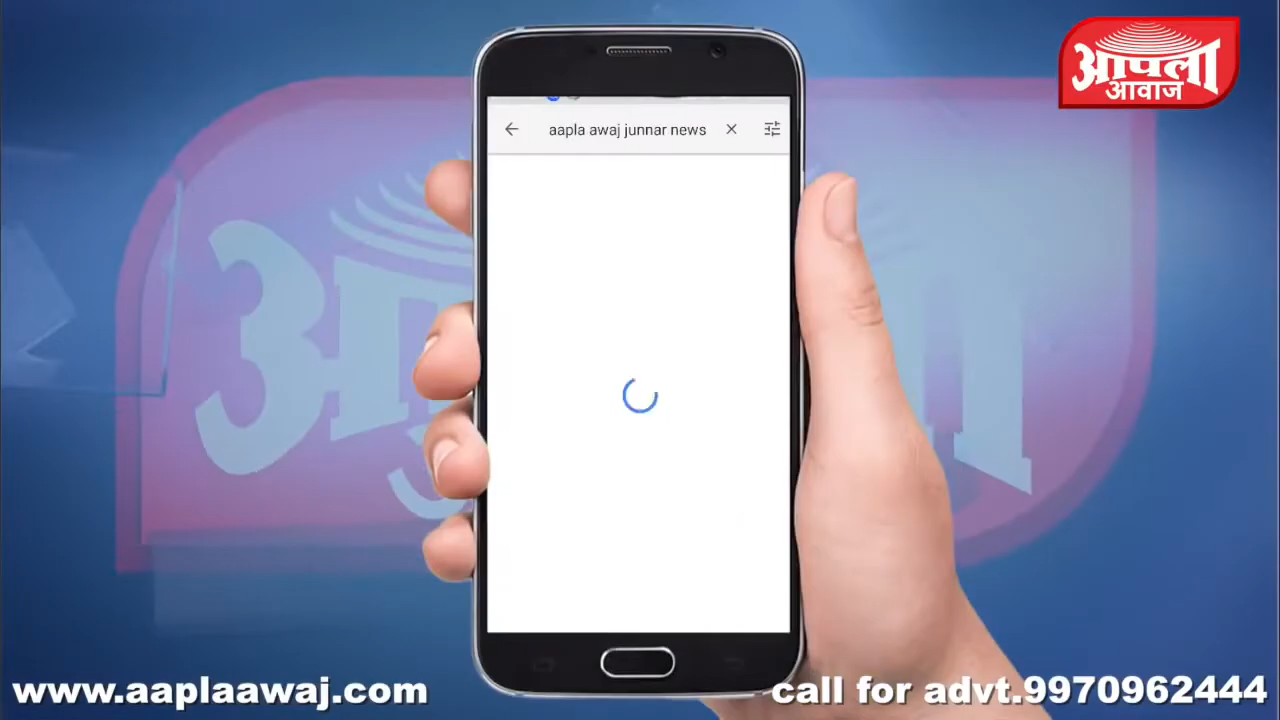 आपला
आवाज
aapla awaj junnar news
www.aaplaawaj.com
call for advt.9970962444